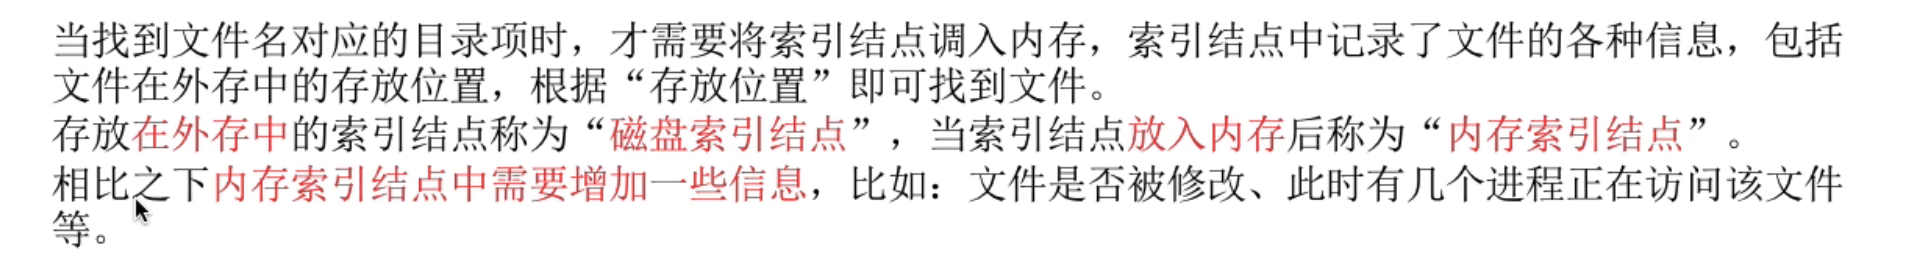 当找到文件名对应的目录项时，才需要将索引结点调入内存，索引结点中记录了文件的各种信息，包括
文件在外存中的存放位置，根据“存放位置”即可找到文件。
存放在外存中的索引结点称为“磁盘索引结点”，当索引结点放入内存后称为“内存索引结点”。
相比之下内存索引结点中需要增加一些信息，比如：文件是否被修改、此时有几个进程正在访问该文件
等。